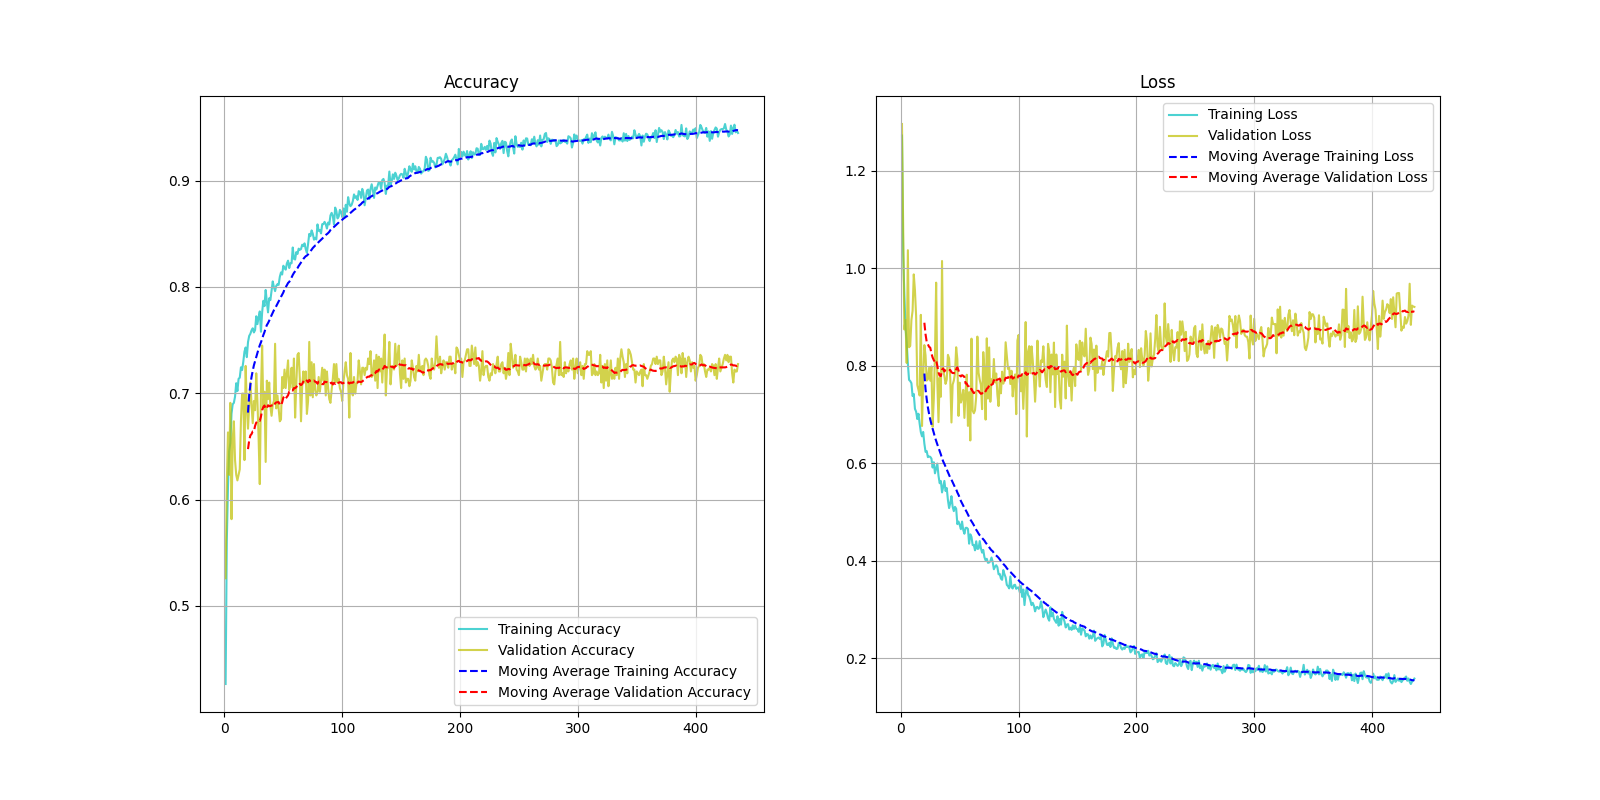 Accuracy
0.9
0.8
0.7
0.6
0.5
0 100 200 300 400
Training Accuracy
Validation Accuracy
Moving Average Training Accuracy
Moving Average Validation Accuracy
Loss
1.2
1.0
0.8
0.6
0.4
0.2
0 100 200 300 400
Training Loss
Validation Loss
Moving Average Training Loss
Moving Average Validation Loss